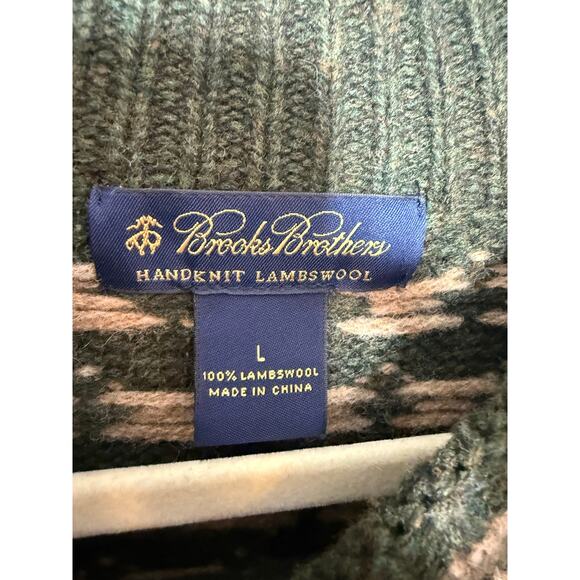 Brooks Brothers
HANDKNIT LAMBSWOOL
L
100% LAMBSWOOL
MADE IN CHINA